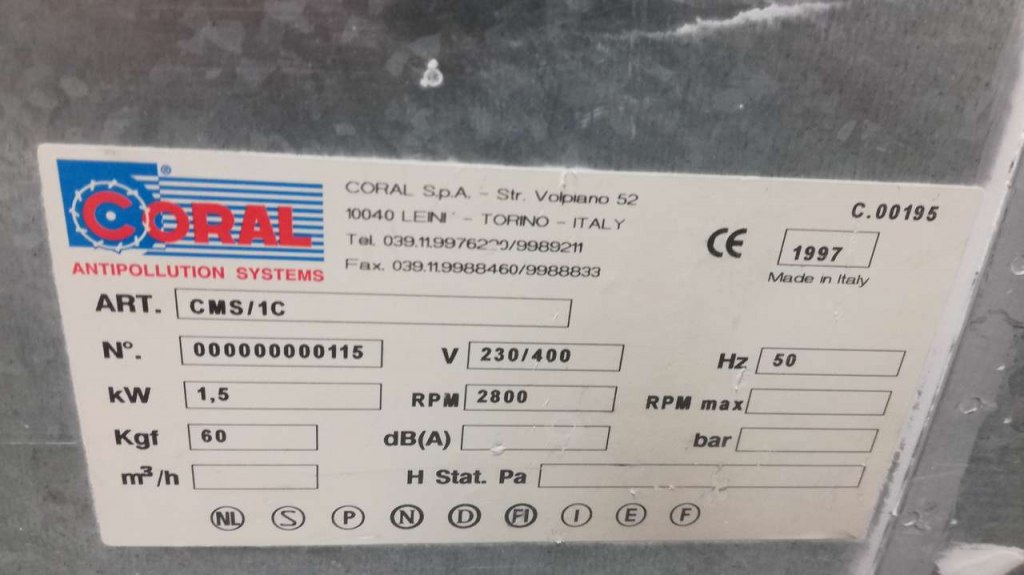 CORAL®
ANTIPOLLUTION SYSTEMS
CORAL S.p.A. - Str. Volpiano 52
10040 LEINI' - TORINO - ITALY
Tel. /9989211
Fax. 039.11.9988460/9988833
C.00195
CE
1997
Made in Italy
ART. CMS/1C
N°. 000000000115 V 230/400 Hz 50
kW 1,5 RPM 2800 RPM max
Kgf 60 dB(A) bar
m³/h H Stat. Pa
NL S P N D FI I E F